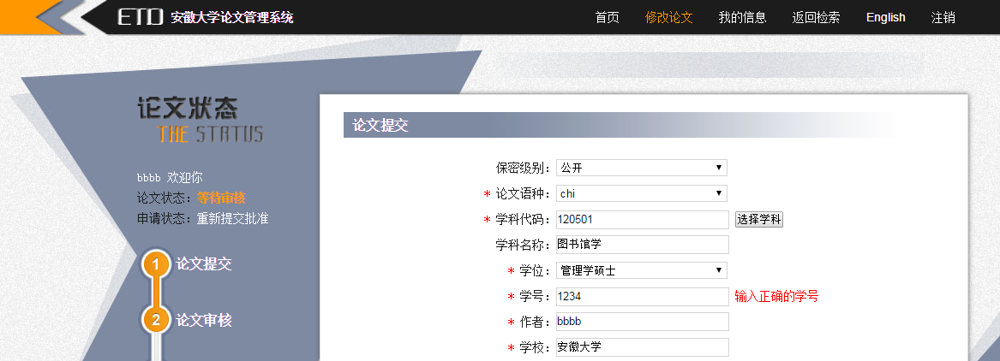 ETD 安徽大学论文管理系统 首页 修改论文 我的信息 返回检索 English 注销
论文状态
THE STATUS
bbbb 欢迎你
论文状态：等待审核
申请状态：重新提交批准
1 论文提交
2 论文审核
论文提交
保密级别： 公开
* 论文语种： chi
* 学科代码： 120501 选择学科
学科名称： 图书馆学
* 学位： 管理学硕士
* 学号： 1234 输入正确的学号
* 作者： bbbb
* 学校： 安徽大学